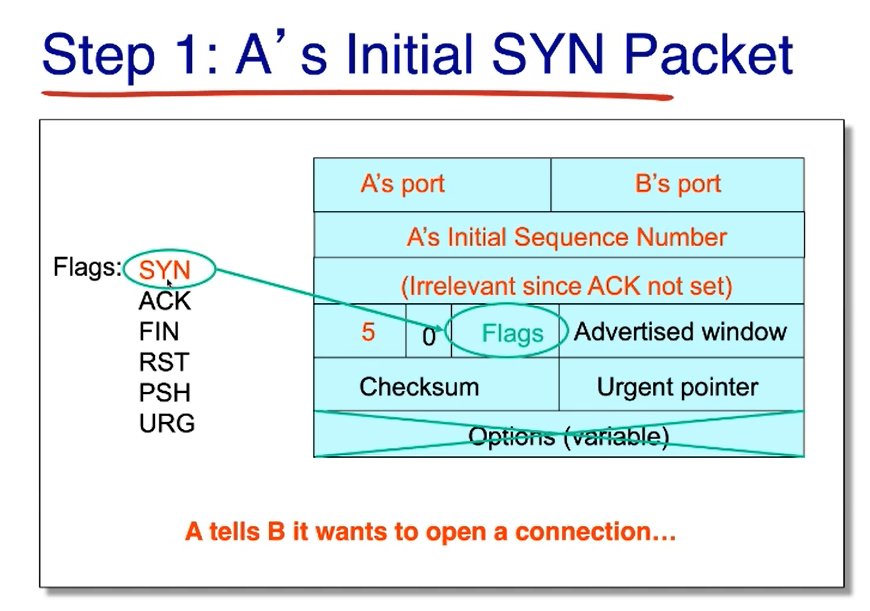 Step 1: A's Initial SYN Packet
A's port B's port
A's Initial Sequence Number
Flags: SYN
(Irrelevant since ACK not set)
ACK
FIN
RST
PSH
URG
5 0 Flags Advertised window
Checksum Urgent pointer
Options (variable)
A tells B it wants to open a connection…